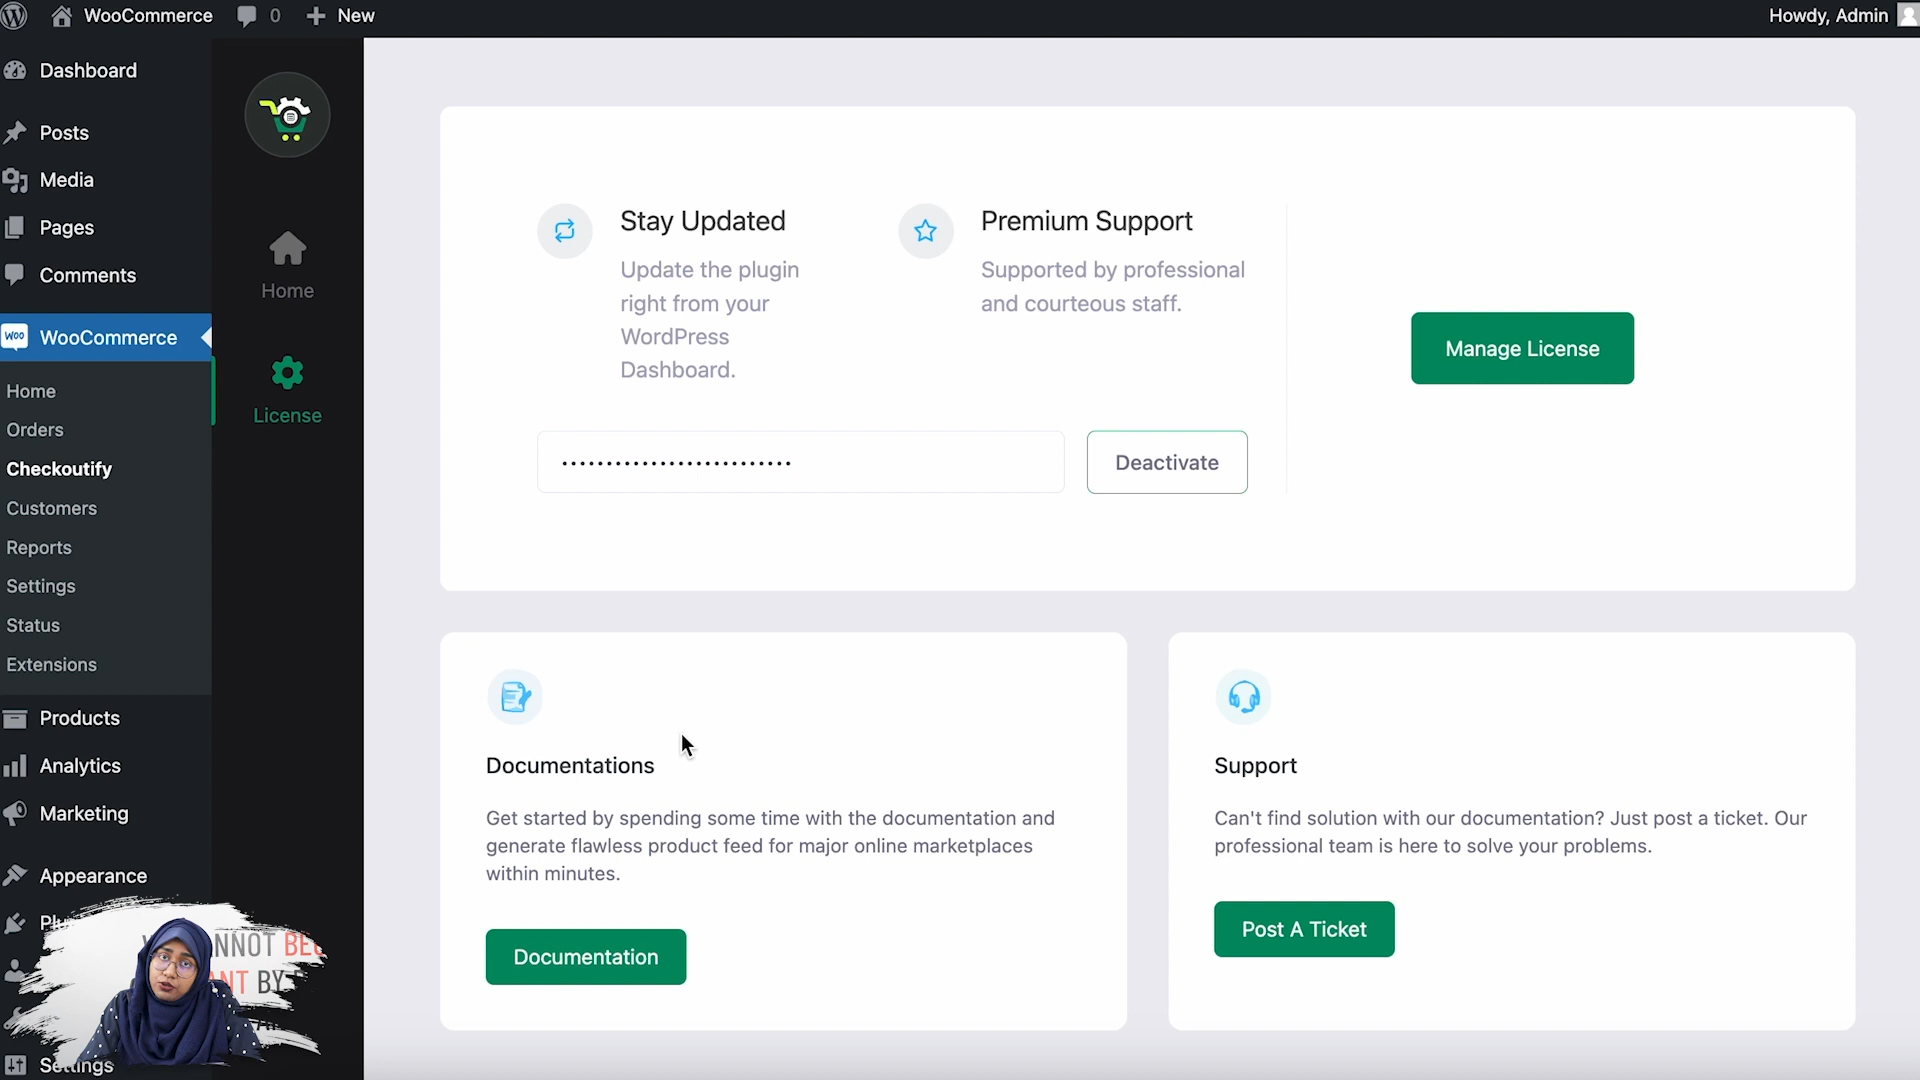 WooCommerce
0
New
Howdy, Admin
Dashboard
Posts
Media
Pages
Comments
WOO
WooCommerce
Home
Orders
Checkoutify
Customers
Reports
Settings
Status
Extensions
Products
Analytics
Marketing
Appearance
Settings
Home
License
Stay Updated
Update the plugin
right from your
WordPress
Dashboard.
Premium Support
Supported by professional
and courteous staff.
Manage License
Deactivate
Documentations
Get started by spending some time with the documentation and
generate flawless product feed for major online marketplaces
within minutes.
Documentation
Support
Can't find solution with our documentation? Just post a ticket. Our
professional team is here to solve your problems.
Post A Ticket
BY